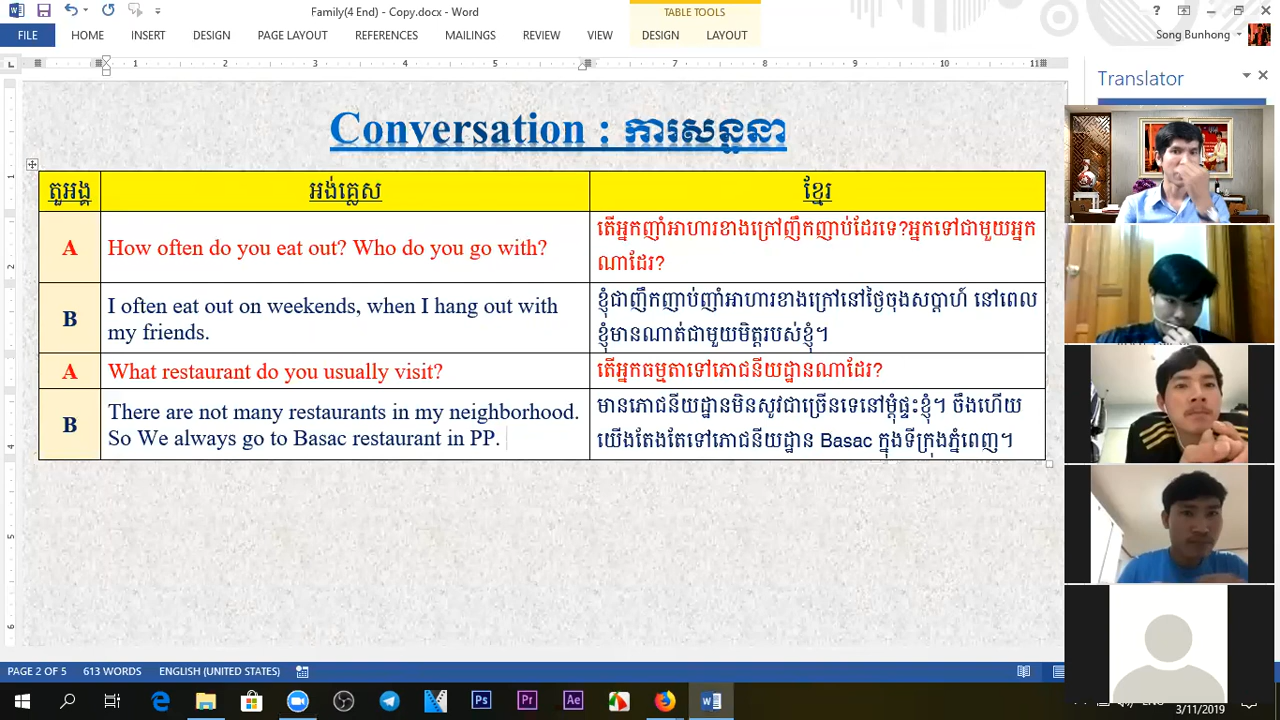 Family(4 End) - Copy.docx - Word
TABLE TOOLS
FILE HOME INSERT DESIGN PAGE LAYOUT REFERENCES MAILINGS REVIEW VIEW DESIGN LAYOUT
Song Bunhong
Translator
Conversation : ការសន្ទនា
តួអង្គ អង់គ្លេស ខ្មែរ
A How often do you eat out? Who do you go with? តើអ្នកញាំអាហារខាងក្រៅញឹកញាប់ដែរទេ?អ្នកទៅជាមួយអ្នក
ណាដែរ?
B I often eat out on weekends, when I hang out with ខ្ញុំជាញឹកញាប់ញាំអាហារខាងក្រៅនៅថ្ងៃចុងសប្តាហ៍ នៅពេល
my friends. ខ្ញុំមានណាត់ជាមួយមិត្តរបស់ខ្ញុំ។
A What restaurant do you usually visit? តើអ្នកធម្មតាទៅភោជនីយដ្ឋានណាដែរ?
B There are not many restaurants in my neighborhood. មានភោជនីយដ្ឋានមិនសូវជាច្រើនទេនៅម្តុំផ្ទះខ្ញុំ។ ចឹងហើយ
So We always go to Basac restaurant in PP. យើងតែងតែទៅភោជនីយដ្ឋាន Basac ក្នុងទីក្រុងភ្នំពេញ។
PAGE 2 OF 5 613 WORDS ENGLISH (UNITED STATES)
3/11/2019